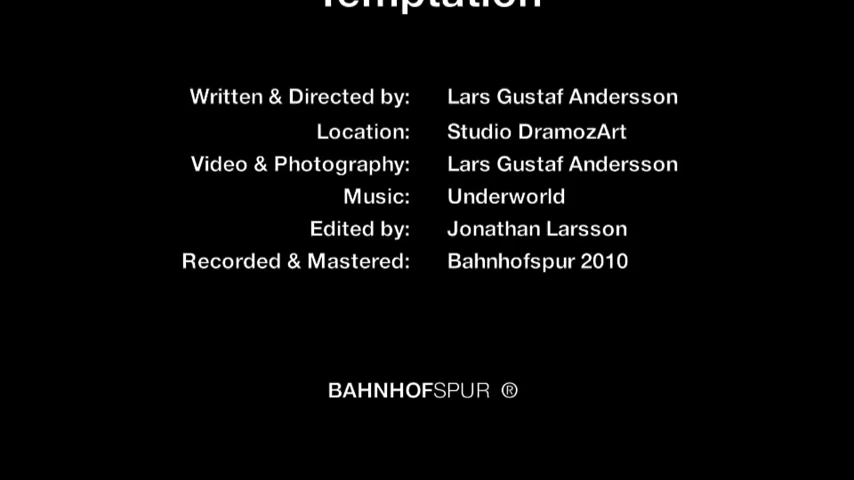 Temptation
Written & Directed by: Lars Gustaf Andersson
Location: Studio DramozArt
Video & Photography: Lars Gustaf Andersson
Music: Underworld
Edited by: Jonathan Larsson
Recorded & Mastered: Bahnhofspur 2010
BAHNHOFSPUR ®